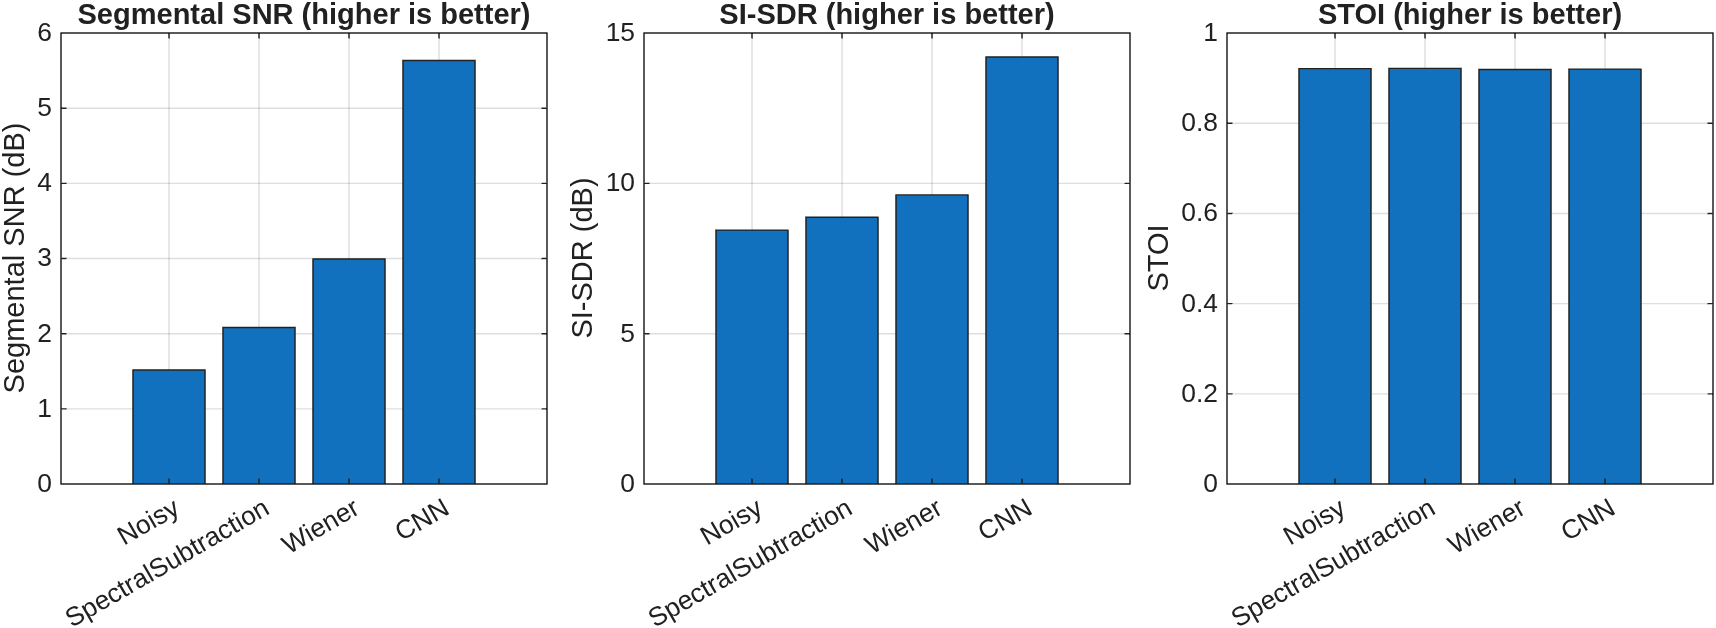 Segmental SNR (higher is better)
Segmental SNR (dB)
6
5
4
3
2
1
0
Noisy
SpectralSubtraction
Wiener
CNN
SI-SDR (higher is better)
SI-SDR (dB)
15
10
5
0
Noisy
SpectralSubtraction
Wiener
CNN
STOI (higher is better)
STOI
1
0.8
0.6
0.4
0.2
0
Noisy
SpectralSubtraction
Wiener
CNN